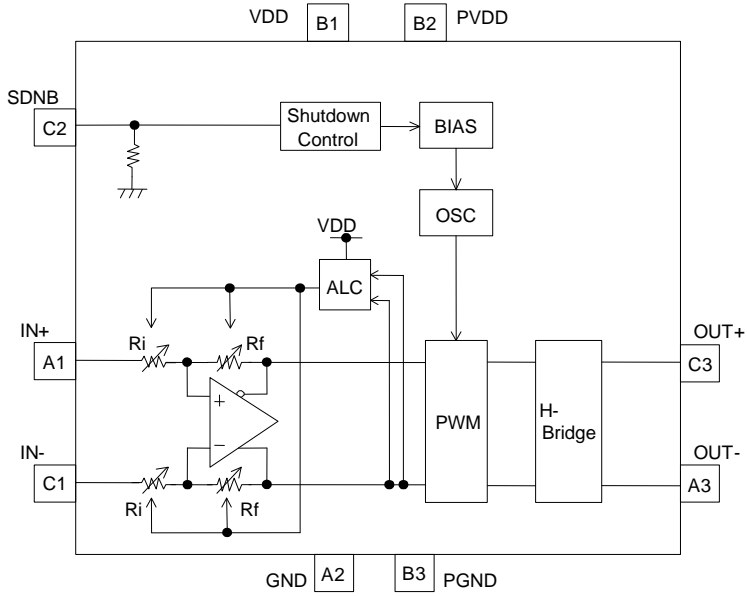 VDD
B1
B2
PVDD
SDNB
C2
Shutdown
Control
BIAS
OSC
VDD
ALC
IN+
A1
Ri
Rf
OUT+
C3
+
PWM
H-
Bridge
IN-
C1
−
Ri
Rf
OUT-
A3
GND
A2
B3
PGND